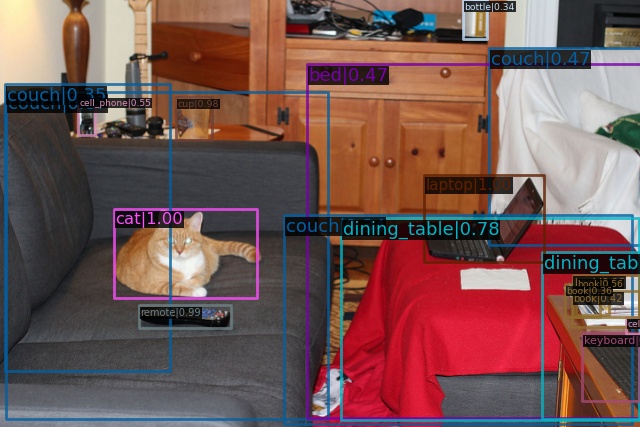 bottle|0.34
couch|0.47
bed|0.47
couch|0.35
cell_phone|0.55
cup|0.98
laptop|1.00
cat|1.00
couch
dining_table|0.78
dining_tab
book|0.56
book|0.36
book|0.42
remote|0.99
cel
keyboard|